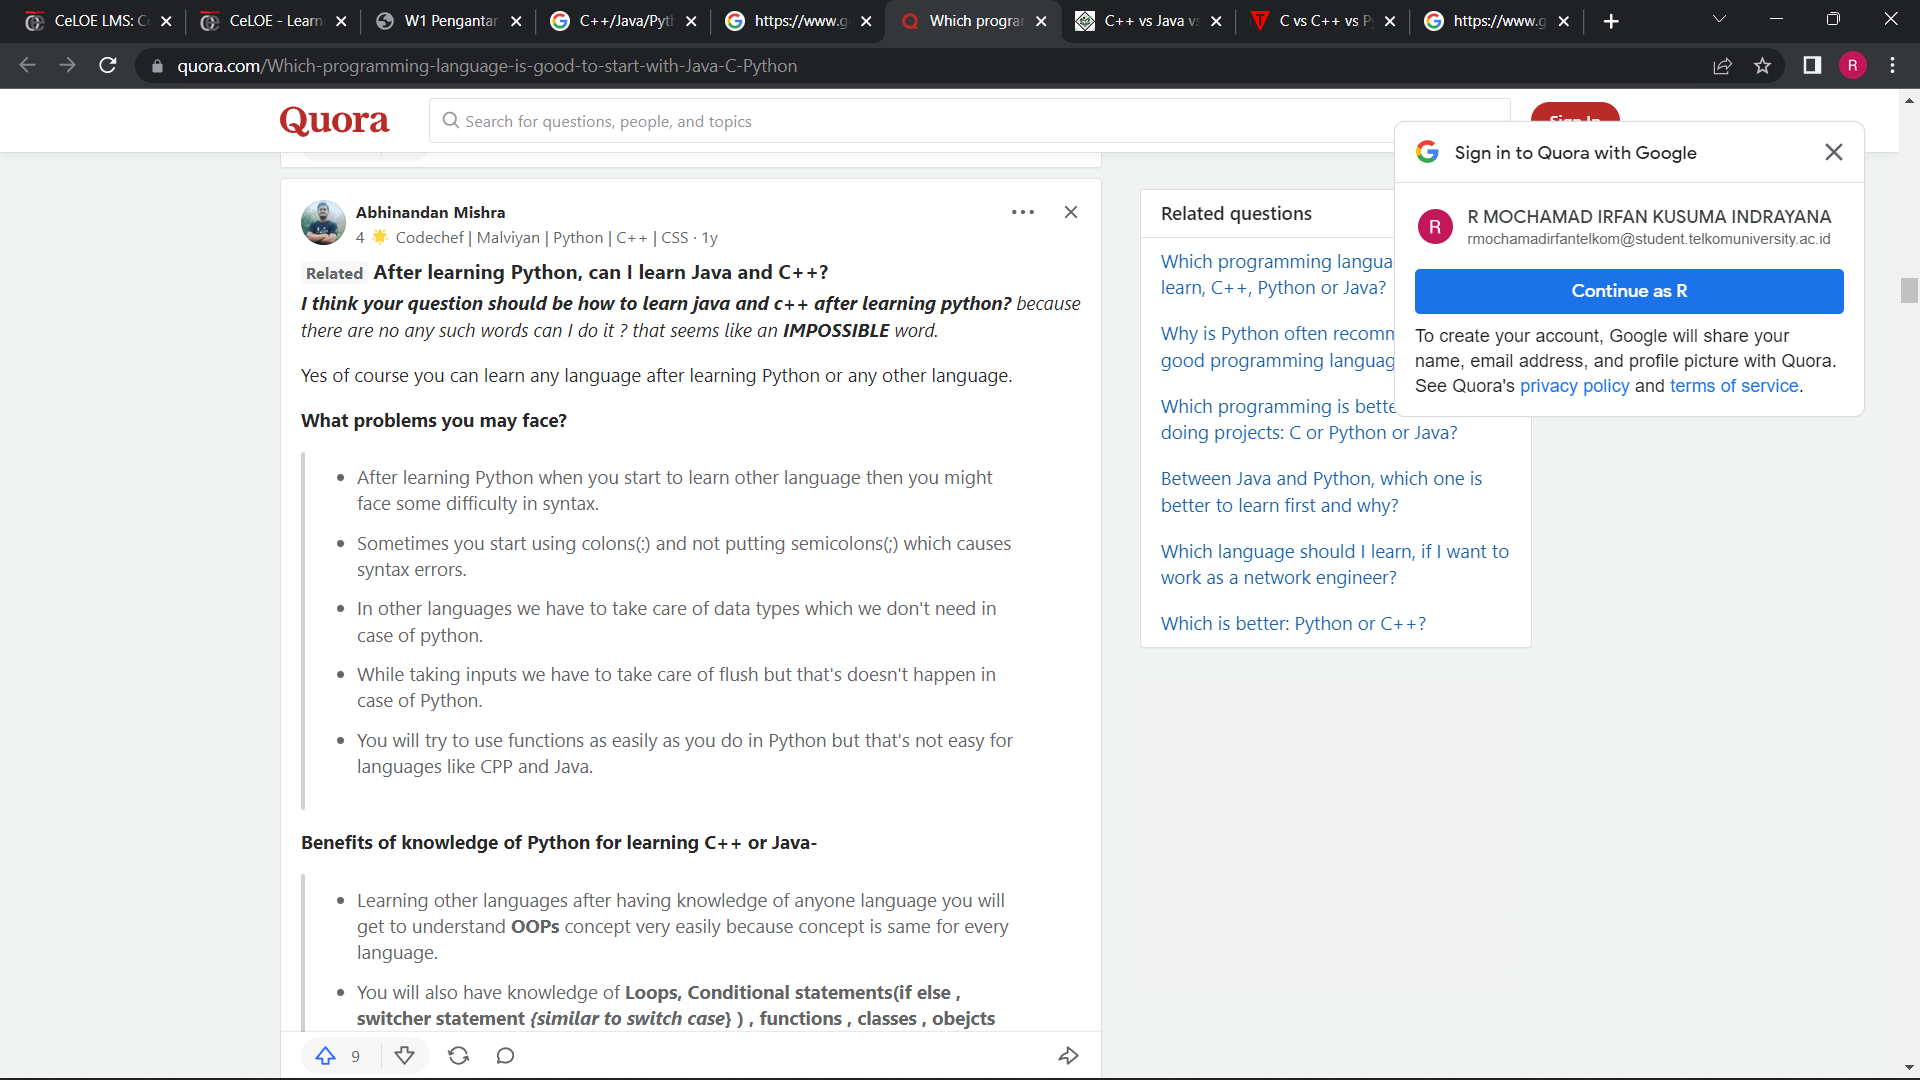 CeLOE LMS: C
CeLOE - Learni
W1 Pengantar
C++/Java/Pyth
https://www.g
Which program
C++ vs Java vs
C vs C++ vs P
https://www.g
quora.com/Which-programming-language-is-good-to-start-with-Java-C-Python
R
Quora
Search for questions, people, and topics
Sign In
Abhinandan Mishra
4 🌟 Codechef | Malviyan | Python | C++ | CSS · 1y
Related After learning Python, can I learn Java and C++?
I think your question should be how to learn java and c++ after learning python? because
there are no any such words can I do it ? that seems like an IMPOSSIBLE word.
Yes of course you can learn any language after learning Python or any other language.
What problems you may face?
• After learning Python when you start to learn other language then you might
face some difficulty in syntax.
• Sometimes you start using colons(:) and not putting semicolons(;) which causes
syntax errors.
• In other languages we have to take care of data types which we don't need in
case of python.
• While taking inputs we have to take care of flush but that's doesn't happen in
case of Python.
• You will try to use functions as easily as you do in Python but that's not easy for
languages like CPP and Java.
Benefits of knowledge of Python for learning C++ or Java-
• Learning other languages after having knowledge of anyone language you will
get to understand OOPs concept very easily because concept is same for every
language.
• You will also have knowledge of Loops, Conditional statements(if else ,
switcher statement {similar to switch case} ) , functions , classes , obejcts
9
Related questions
Which programming langua
learn, C++, Python or Java?
Why is Python often recomm
good programming languag
Which programming is bette
doing projects: C or Python or Java?
Between Java and Python, which one is
better to learn first and why?
Which language should I learn, if I want to
work as a network engineer?
Which is better: Python or C++?
Sign in to Quora with Google
R
R MOCHAMAD IRFAN KUSUMA INDRAYANA
rmochamadirfantelkom@student.telkomuniversity.ac.id
Continue as R
To create your account, Google will share your
name, email address, and profile picture with Quora.
See Quora's privacy policy and terms of service.